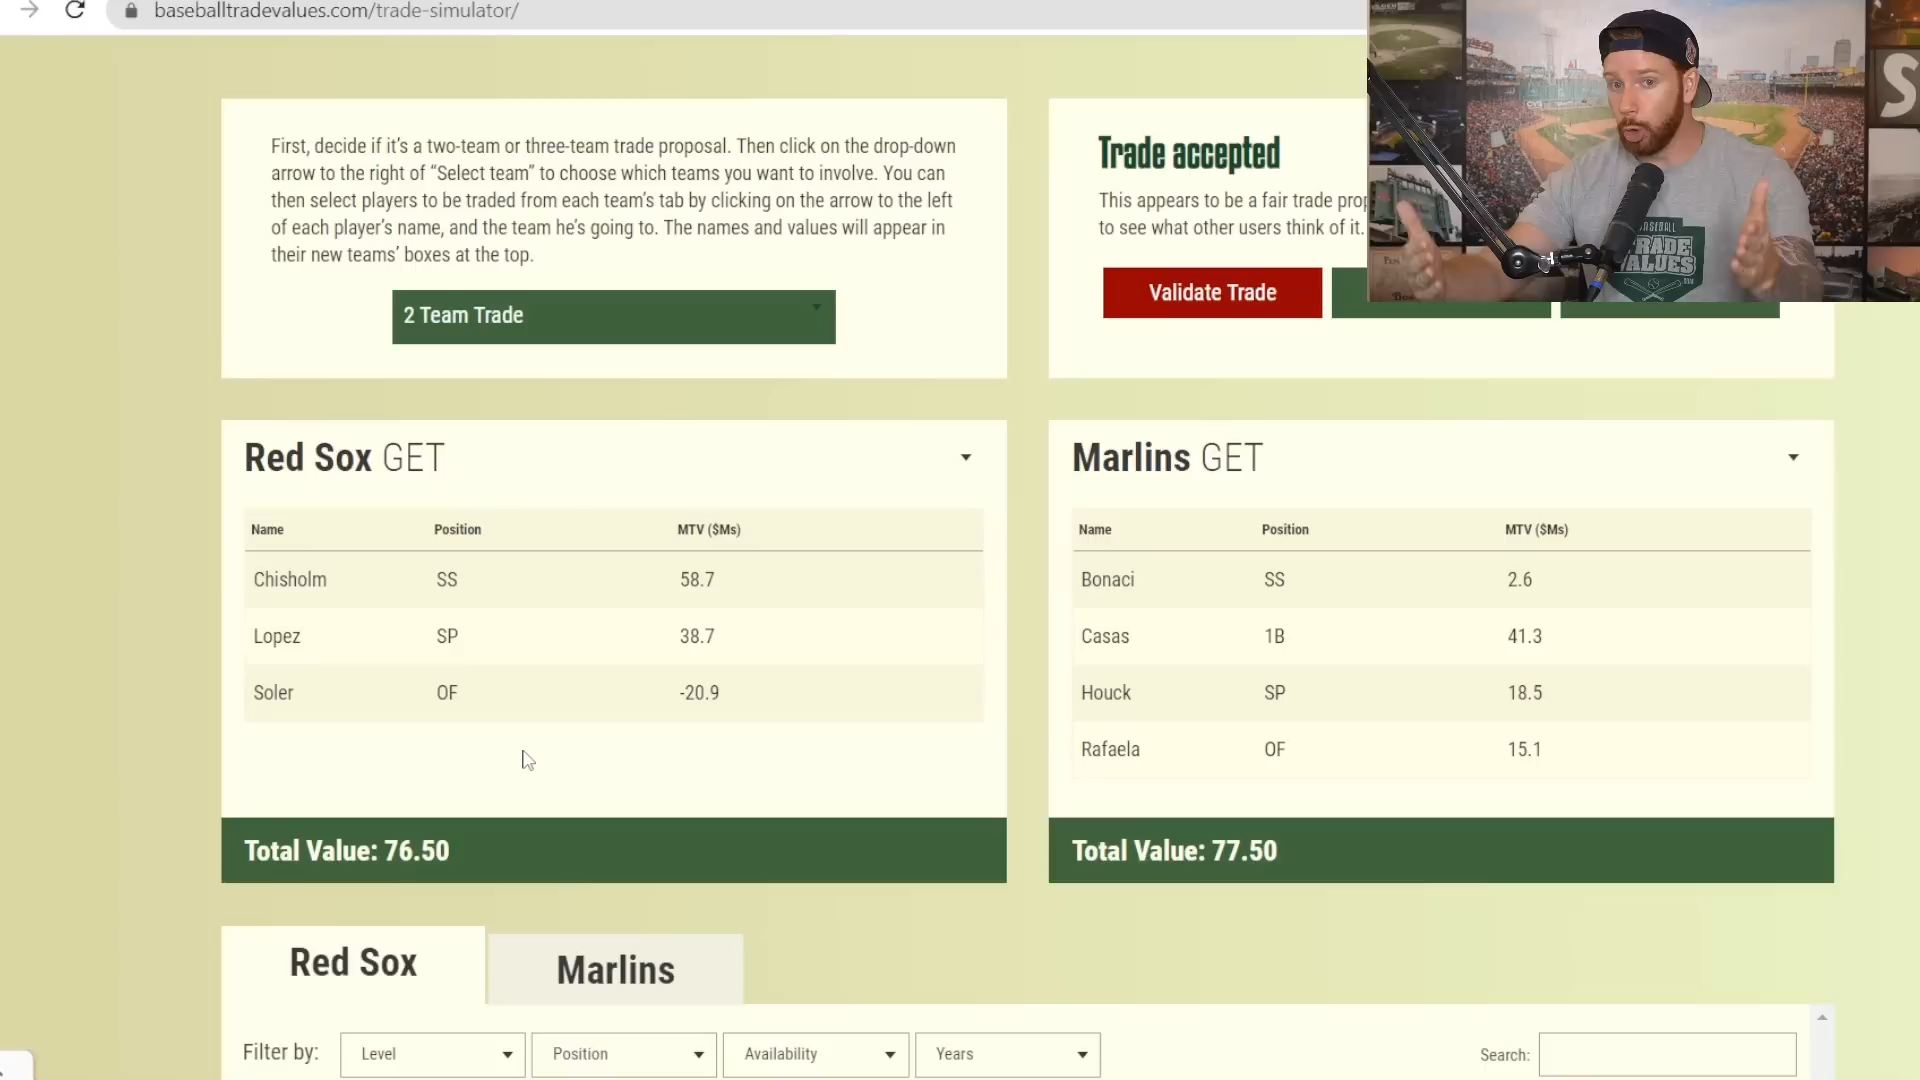 baseballtradevalues.com/trade-simulator/
First, decide if it's a two-team or three-team trade proposal. Then click on the drop-down
arrow to the right of “Select team” to choose which teams you want to involve. You can
then select players to be traded from each team's tab by clicking on the arrow to the left
of each player's name, and the team he's going to. The names and values will appear in
their new teams’ boxes at the top.
2 Team Trade
Trade accepted
This appears to be a fair trade
to see what other users think of it.
Validate Trade
BASEBALL
TRADE
VALUES
S
Red Sox GET
Name Position MTV ($Ms)
Chisholm SS 58.7
Lopez SP 38.7
Soler OF -20.9
Total Value: 76.50
Marlins GET
Name Position MTV ($Ms)
Bonaci SS 2.6
Casas 1B 41.3
Houck SP 18.5
Rafaela OF 15.1
Total Value: 77.50
Red Sox
Marlins
Filter by: Level Position Availability Years Search: